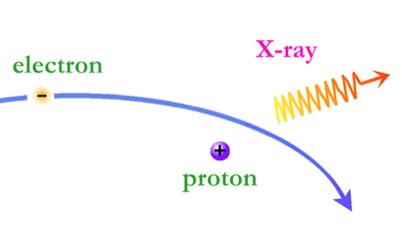 X-ray
electron
-
+
proton